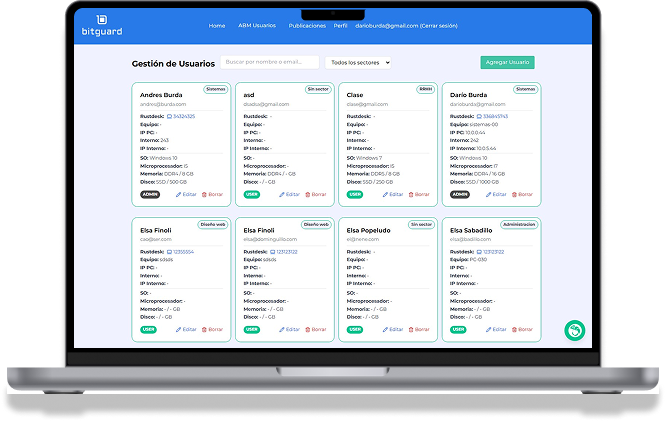 bitguard
Home ABM Usuarios Publicaciones Perfil darioburda@gmail.com (Cerrar sesión)
Gestión de Usuarios
Buscar por nombre o email...
Todos los sectores
Agregar Usuario
Sistemas
Andres Burda
andres@burda.com
Rustdesk: 34324325
Equipo: -
IP PC: -
Interno: 243
IP Interno: -
SO: Windows 10
Microprocesador: i5
Memoria: DDR4 / 8 GB
Disco: SSD / 500 GB
ADMIN Editar Borrar
Sin sector
asd
dsadsa@gmail.com
Rustdesk: -
Equipo: -
IP PC: -
Interno: -
IP Interno: -
SO: -
Microprocesador: -
Memoria: DDR4 / - GB
Disco: - / - GB
USER Editar Borrar
RRHH
Clase
clase@gmail.com
Rustdesk: -
Equipo: -
IP PC: -
Interno: -
IP Interno: -
SO: Windows 7
Microprocesador: i5
Memoria: DDR4 / 8 GB
Disco: SSD / 250 GB
USER Editar Borrar
Sistemas
Darío Burda
darioburda@gmail.com
Rustdesk: 336843743
Equipo: sistemas-00
IP PC: 10.0.0.44
Interno: 242
IP Interno: 10.0.5.44
SO: Windows 10
Microprocesador: i7
Memoria: DDR4 / 16 GB
Disco: SSD / 1000 GB
ADMIN Editar Borrar
Diseño web
Elsa Finoli
cao@ser.com
Rustdesk: 12355554
Equipo: sdsds
IP PC: -
Interno: -
IP Interno: -
SO: -
Microprocesador: -
Memoria: - / - GB
Disco: - / - GB
USER Editar Borrar
Diseño web
Elsa Finoli
elsa@dominguillo.com
Rustdesk: 123123122
Equipo: sdsds
IP PC: -
Interno: -
IP Interno: -
SO: -
Microprocesador: -
Memoria: - / - GB
Disco: - / - GB
USER Editar Borrar
Sin sector
Elsa Popeludo
el@nene.com
Rustdesk: -
Equipo: -
IP PC: -
Interno: -
IP Interno: -
SO: -
Microprocesador: -
Memoria: - / - GB
Disco: - / - GB
USER Editar Borrar
Administracion
Elsa Sabadillo
elsa@badillo.com
Rustdesk: 123123122
Equipo: PC-030
IP PC: -
Interno: -
IP Interno: -
SO: -
Microprocesador: -
Memoria: - / - GB
Disco: - / - GB
USER Editar Borrar